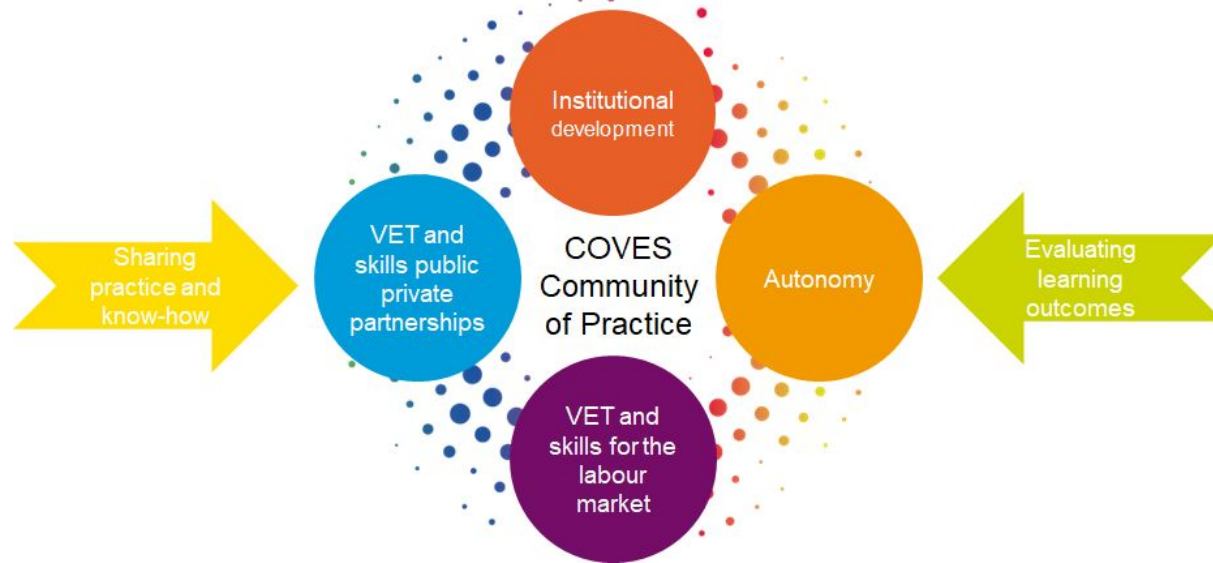 Institutional
development
Sharing
practice and
know-how
VET and
skills public
private
partnerships
COVES
Community
of Practice
Autonomy
Evaluating
learning
outcomes
VET and
skills for the
labour
market